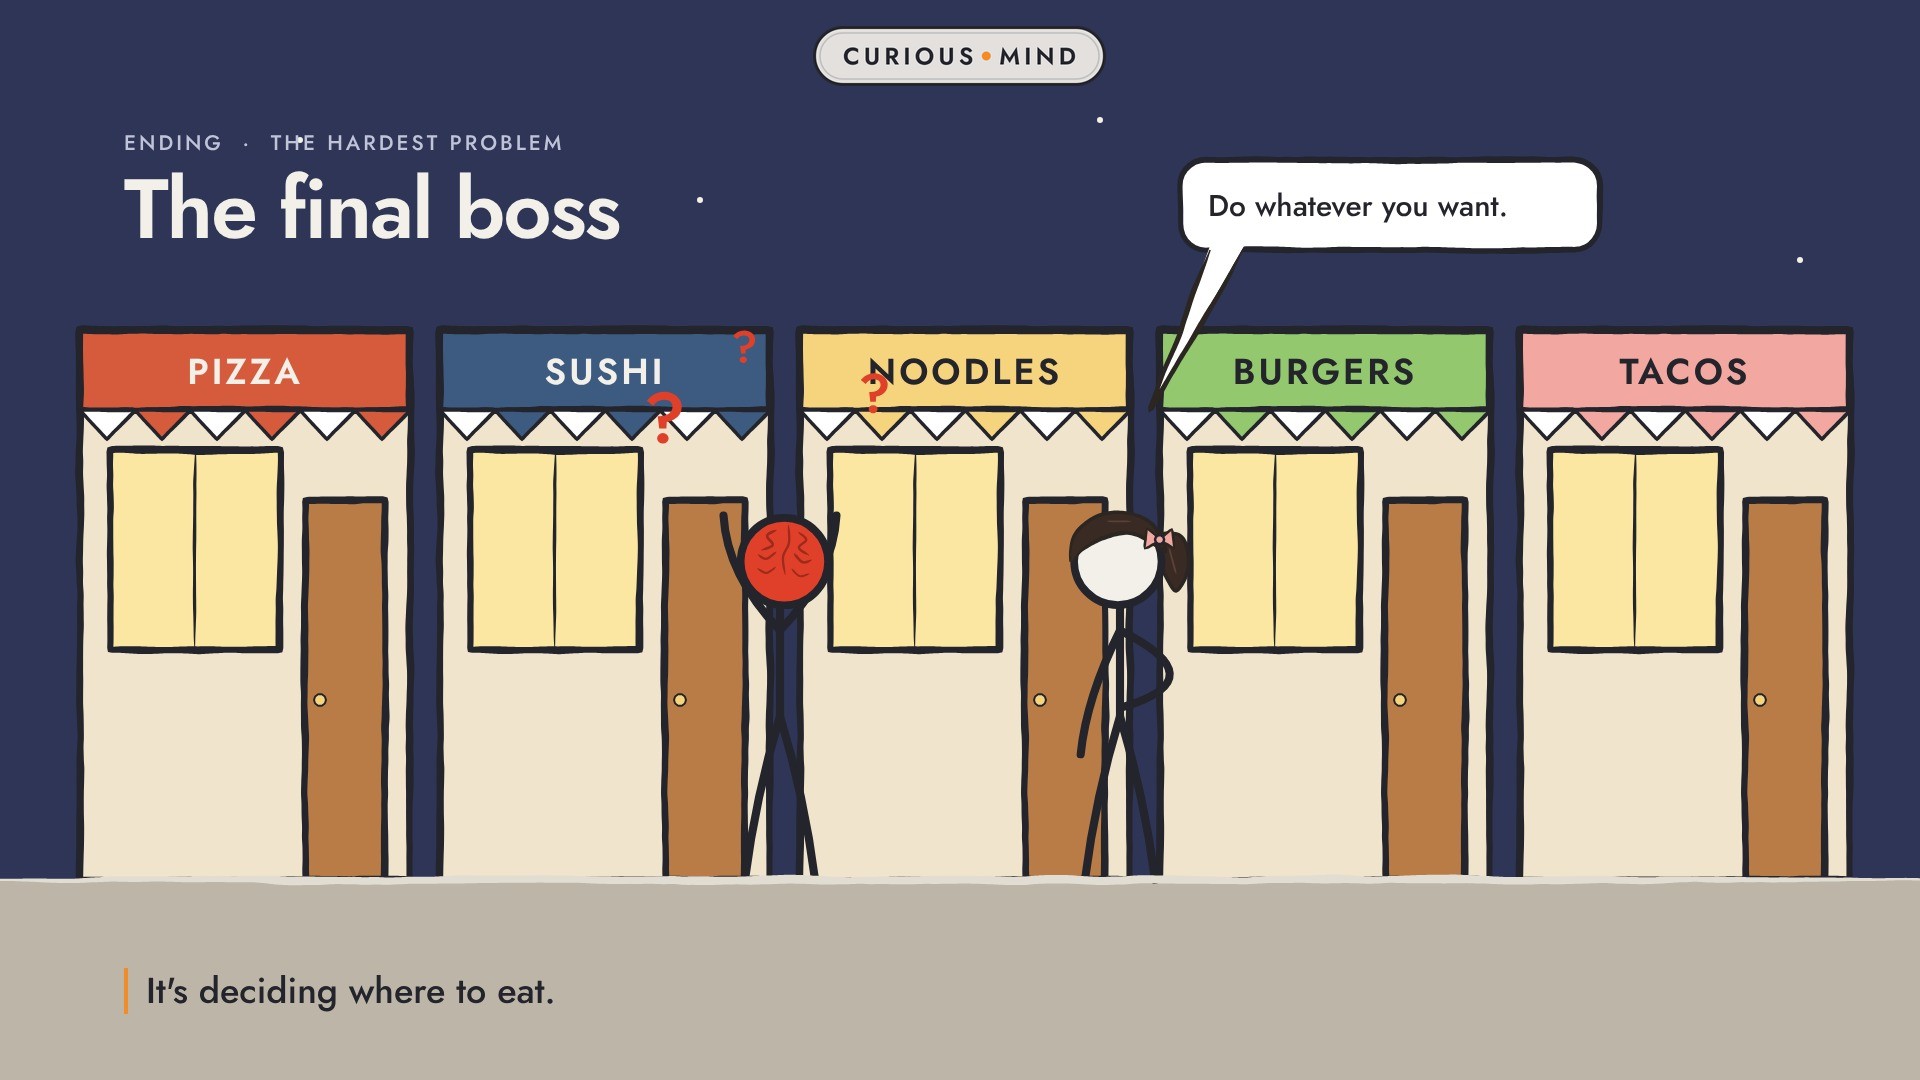 CURIOUS • MIND
ENDING · THE HARDEST PROBLEM
The final boss
Do whatever you want.
PIZZA
SUSHI
NOODLES
BURGERS
TACOS
?
?
?
It's deciding where to eat.